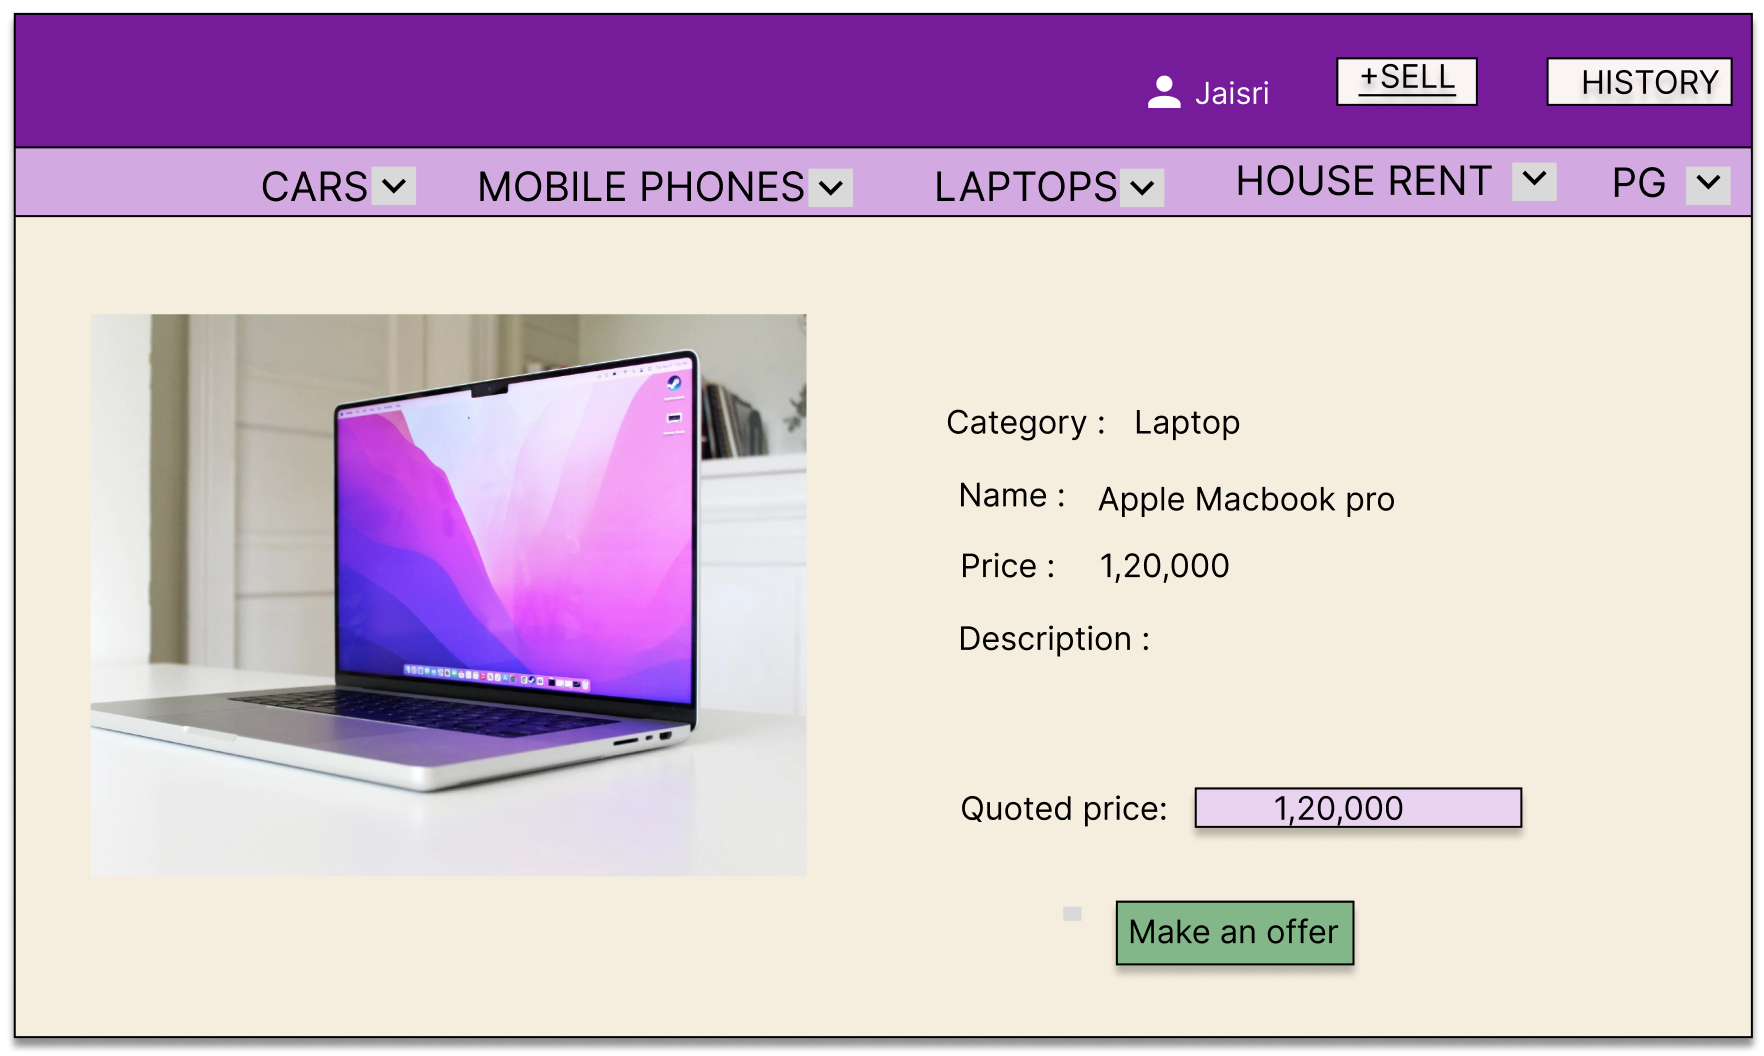 Jaisri
+SELL
HISTORY
CARS
MOBILE PHONES
LAPTOPS
HOUSE RENT
PG
Category : Laptop
Name : Apple Macbook pro
Price : 1,20,000
Description :
Quoted price: 1,20,000
Make an offer